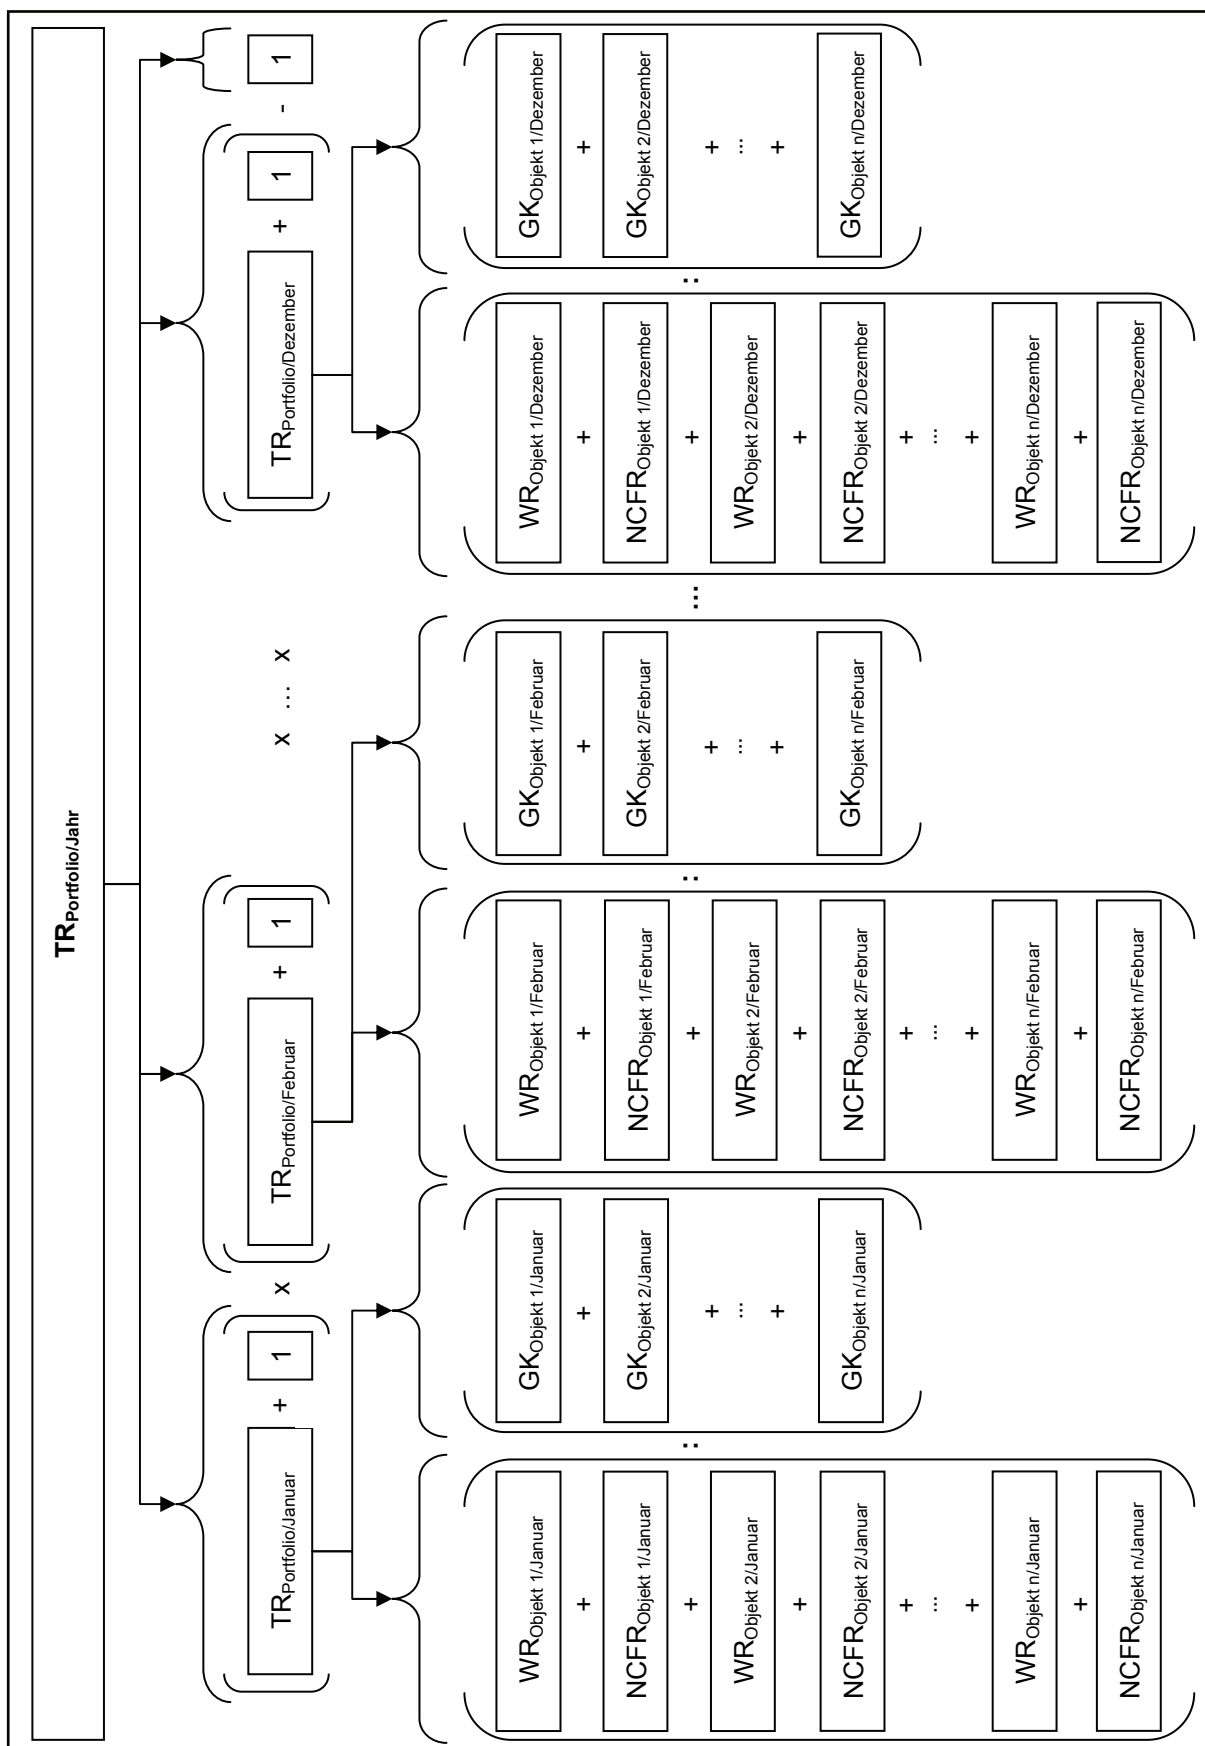 TRPortfolio/Jahr
( TRPortfolio/Januar + 1 ) x ( TRPortfolio/Februar + 1 ) x … x ( TRPortfolio/Dezember + 1 ) - 1
WRObjekt 1/Januar GKObjekt 1/Januar WRObjekt 1/Februar GKObjekt 1/Februar WRObjekt 1/Dezember GKObjekt 1/Dezember
+ + + + + +
NCFRObjekt 1/Januar GKObjekt 2/Januar NCFRObjekt 1/Februar GKObjekt 2/Februar NCFRObjekt 1/Dezember GKObjekt 2/Dezember
+ : + : ... + :
+ + +
WRObjekt 2/Januar ... WRObjekt 2/Februar ... WRObjekt 2/Dezember ...
+ + +
+ + +
NCFRObjekt 2/Januar GKObjekt n/Januar NCFRObjekt 2/Februar GKObjekt n/Februar NCFRObjekt 2/Dezember GKObjekt n/Dezember
+ + +
... ... ...
+ + +
WRObjekt n/Januar WRObjekt n/Februar WRObjekt n/Dezember
+ + +
NCFRObjekt n/Januar NCFRObjekt n/Februar NCFRObjekt n/Dezember